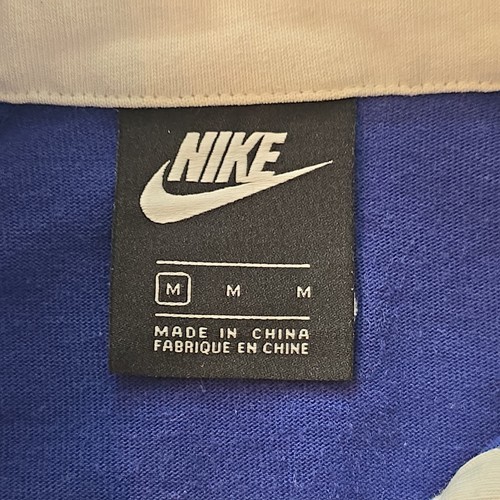 NIKE
M M M
MADE IN CHINA
FABRIQUE EN CHINE